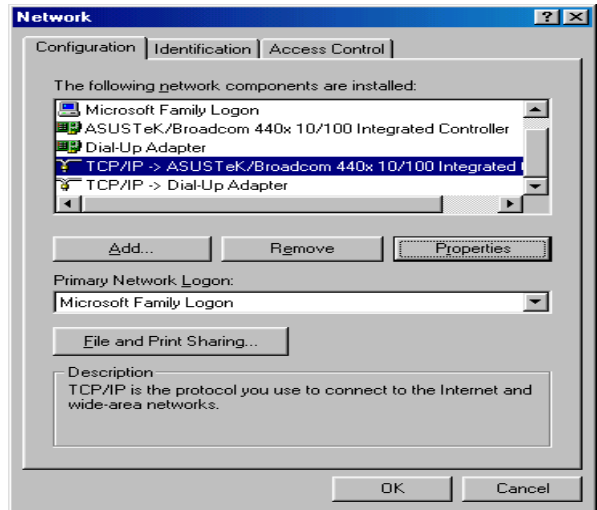 Network
Configuration Identification Access Control
The following network components are installed:
Microsoft Family Logon
ASUSTeK/Broadcom 440x 10/100 Integrated Controller
Dial-Up Adapter
TCP/IP -> ASUSTeK/Broadcom 440x 10/100 Integrated
TCP/IP -> Dial-Up Adapter
Add... Remove Properties
Primary Network Logon:
Microsoft Family Logon
File and Print Sharing...
Description
TCP/IP is the protocol you use to connect to the Internet and
wide-area networks.
OK Cancel